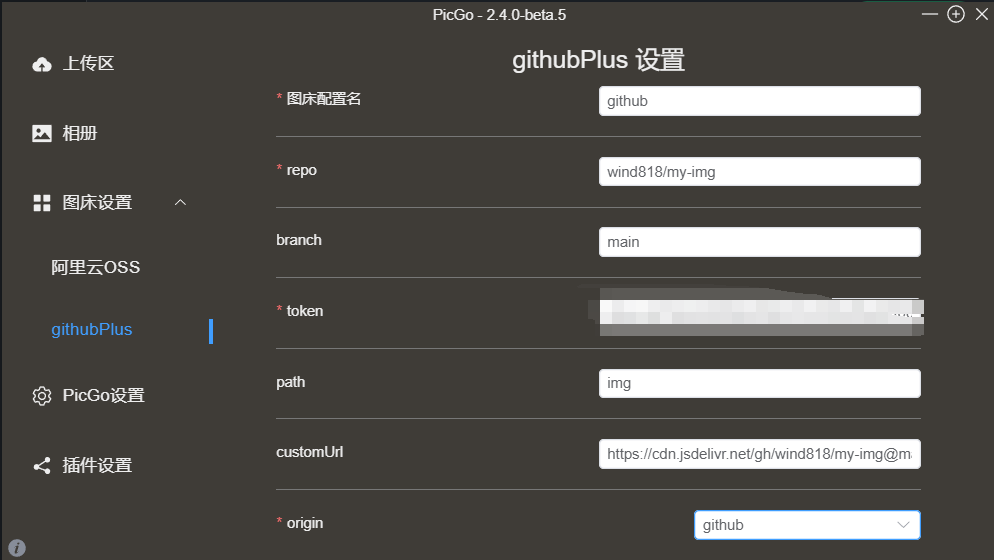 PicGo - 2.4.0-beta.5
上传区
相册
图床设置
阿里云OSS
githubPlus
PicGo设置
插件设置
githubPlus 设置
* 图床配置名
github
* repo
wind818/my-img
branch
main
* token
path
img
customUrl
https://cdn.jsdelivr.net/gh/wind818/my-img@m
* origin
github